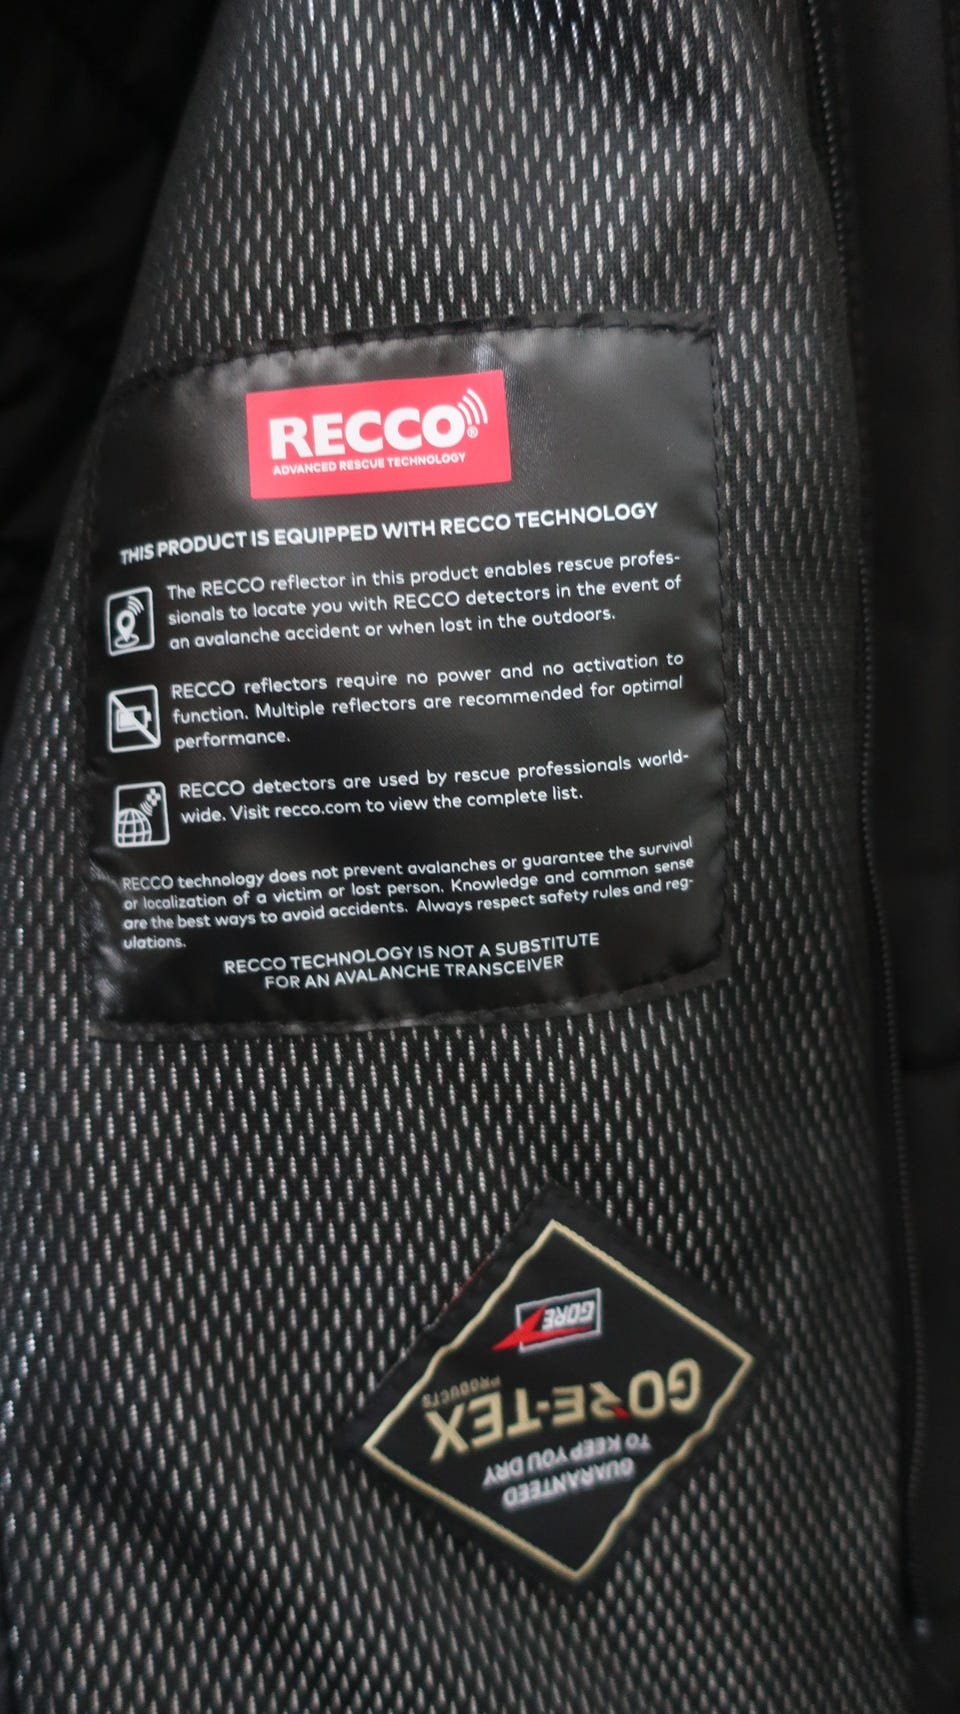 RECCO®
ADVANCED RESCUE TECHNOLOGY
THIS PRODUCT IS EQUIPPED WITH RECCO TECHNOLOGY
The RECCO reflector in this product enables rescue profes-
sionals to locate you with RECCO detectors in the event of
an avalanche accident or when lost in the outdoors.
RECCO reflectors require no power and no activation to
function. Multiple reflectors are recommended for optimal
performance.
RECCO detectors are used by rescue professionals world-
wide. Visit recco.com to view the complete list.
RECCO technology does not prevent avalanches or guarantee the survival
or localization of a victim or lost person. Knowledge and common sense
are the best ways to avoid accidents. Always respect safety rules and reg-
ulations.
RECCO TECHNOLOGY IS NOT A SUBSTITUTE
FOR AN AVALANCHE TRANSCEIVER
GUARANTEED
TO KEEP YOU DRY
GORE-TEX
PRODUCTS
GORE